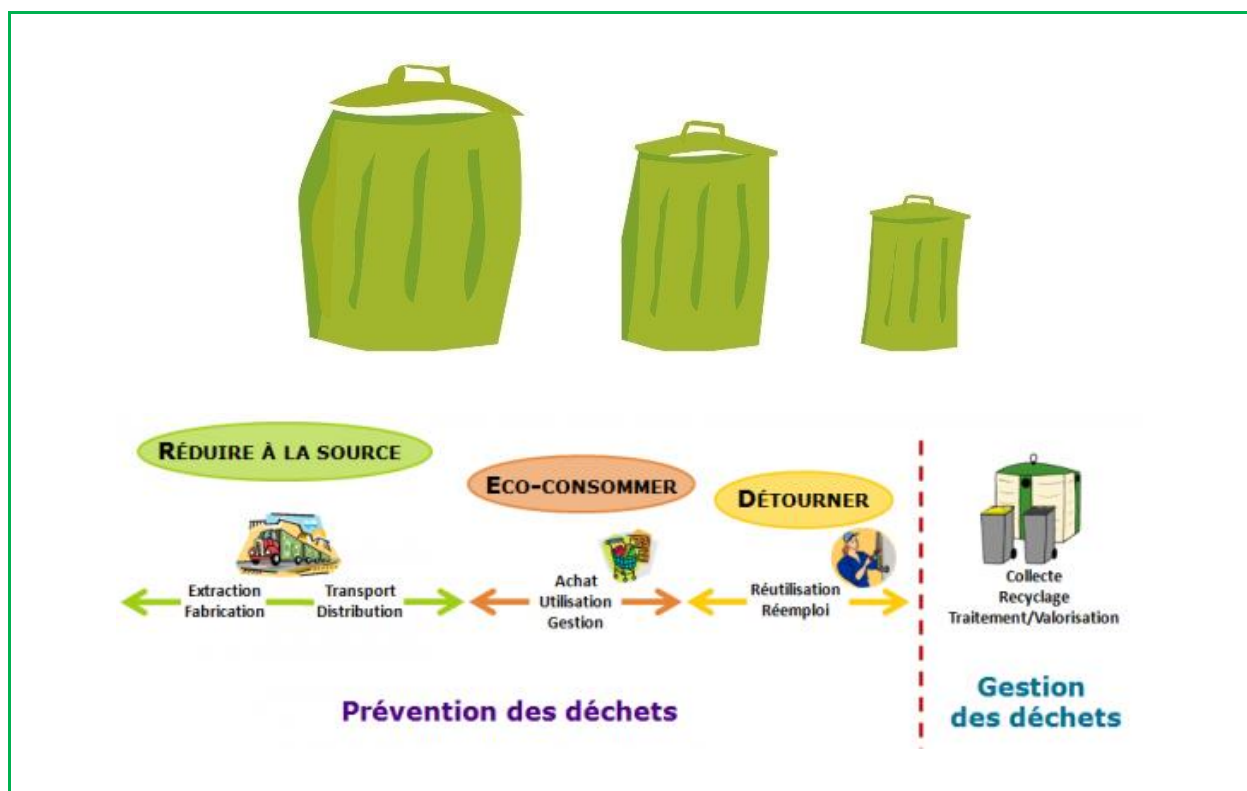 RÉDUIRE À LA SOURCE
ECO-CONSOMMER
DÉTOURNER
Extraction
Fabrication
Transport
Distribution
Achat
Utilisation
Gestion
Réutilisation
Réemploi
Collecte
Recyclage
Traitement/Valorisation
Prévention des déchets
Gestion
des déchets